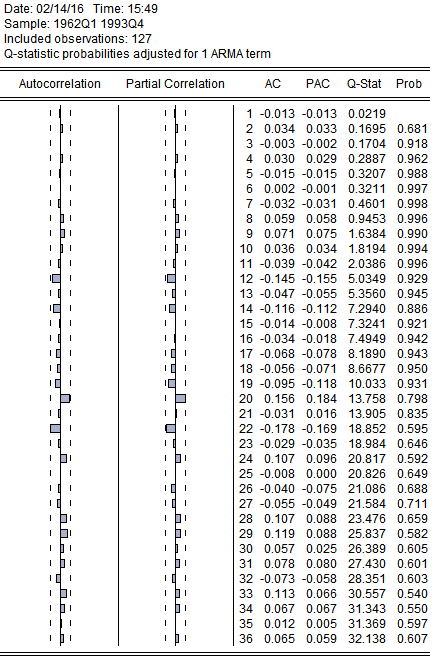 Date: 02/14/16 Time: 15:49
Sample: 1962Q1 1993Q4
Included observations: 127
Q-statistic probabilities adjusted for 1 ARMA term
Autocorrelation Partial Correlation AC PAC Q-Stat Prob
1 -0.013 -0.013 0.0219
2 0.034 0.033 0.1695 0.681
3 -0.003 -0.002 0.1704 0.918
4 0.030 0.029 0.2887 0.962
5 -0.015 -0.015 0.3207 0.988
6 0.002 -0.001 0.3211 0.997
7 -0.032 -0.031 0.4601 0.998
8 0.059 0.058 0.9453 0.996
9 0.071 0.075 1.6384 0.990
10 0.036 0.034 1.8194 0.994
11 -0.039 -0.042 2.0386 0.996
12 -0.145 -0.155 5.0349 0.929
13 -0.047 -0.055 5.3560 0.945
14 -0.116 -0.112 7.2940 0.886
15 -0.014 -0.008 7.3241 0.921
16 -0.034 -0.018 7.4949 0.942
17 -0.068 -0.078 8.1890 0.943
18 -0.056 -0.071 8.6677 0.950
19 -0.095 -0.118 10.033 0.931
20 0.156 0.184 13.758 0.798
21 -0.031 0.016 13.905 0.835
22 -0.178 -0.169 18.852 0.595
23 -0.029 -0.035 18.984 0.646
24 0.107 0.096 20.817 0.592
25 -0.008 0.000 20.826 0.649
26 -0.040 -0.075 21.086 0.688
27 -0.055 -0.049 21.584 0.711
28 0.107 0.088 23.476 0.659
29 0.119 0.088 25.837 0.582
30 0.057 0.025 26.389 0.605
31 0.078 0.080 27.430 0.601
32 -0.073 -0.058 28.351 0.603
33 0.113 0.066 30.557 0.540
34 0.067 0.067 31.343 0.550
35 0.012 0.005 31.369 0.597
36 0.065 0.059 32.138 0.607